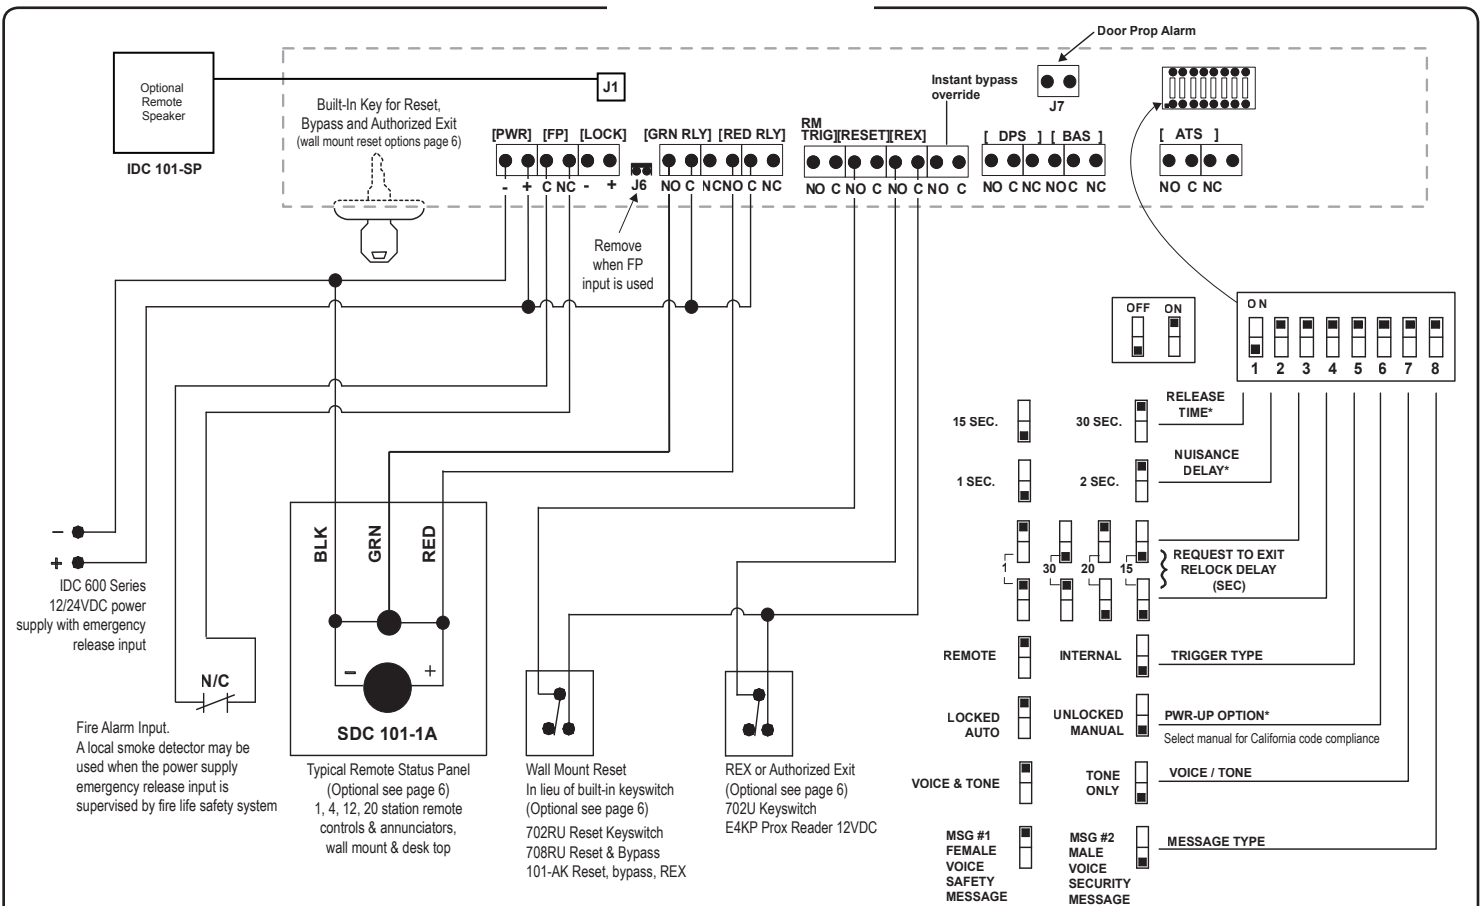 Door Prop Alarm
Optional
Remote
Speaker
IDC 101-SP
J1
Built-In Key for Reset,
Bypass and Authorized Exit
(wall mount reset options page 6)
Instant bypass
override
J7
[PWR] [FP] [LOCK] [GRN RLY] [RED RLY]
RM
TRIG][RESET][REX]
[ DPS ] [ BAS ]
[ ATS ]
- + C NC - + J6 NO C NC NO C NC
NO C NO C NO C NO C
NO C NC NO C NC
NO C NC
Remove
when FP
input is used
OFF ON
ON
1 2 3 4 5 6 7 8
15 SEC. 30 SEC. RELEASE
TIME*
1 SEC. 2 SEC. NUISANCE
DELAY*
1 30 20 15
REQUEST TO EXIT
RELOCK DELAY
(SEC)
REMOTE INTERNAL TRIGGER TYPE
LOCKED
AUTO
UNLOCKED
MANUAL
PWR-UP OPTION*
Select manual for California code compliance
VOICE & TONE
TONE
ONLY
VOICE / TONE
MSG #1
FEMALE
VOICE
SAFETY
MESSAGE
MSG #2
MALE
VOICE
SECURITY
MESSAGE
MESSAGE TYPE
-
+
IDC 600 Series
12/24VDC power
supply with emergency
release input
N/C
Fire Alarm Input.
A local smoke detector may be
used when the power supply
emergency release input is
supervised by fire life safety system
BLK
GRN
RED
- +
SDC 101-1A
Typical Remote Status Panel
(Optional see page 6)
1, 4, 12, 20 station remote
controls & annunciators,
wall mount & desk top
Wall Mount Reset
In lieu of built-in keyswitch
(Optional see page 6)
702RU Reset Keyswitch
708RU Reset & Bypass
101-AK Reset, bypass, REX
REX or Authorized Exit
(Optional see page 6)
702U Keyswitch
E4KP Prox Reader 12VDC